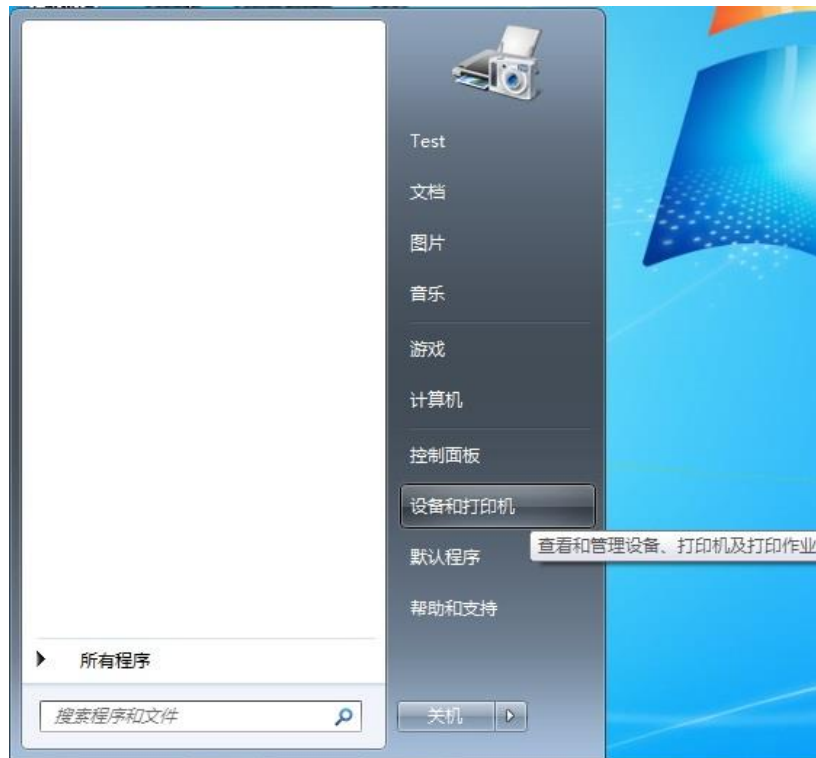 Test
文档
图片
音乐
游戏
计算机
控制面板
设备和打印机
查看和管理设备、打印机及打印作业
默认程序
帮助和支持
所有程序
搜索程序和文件
关机